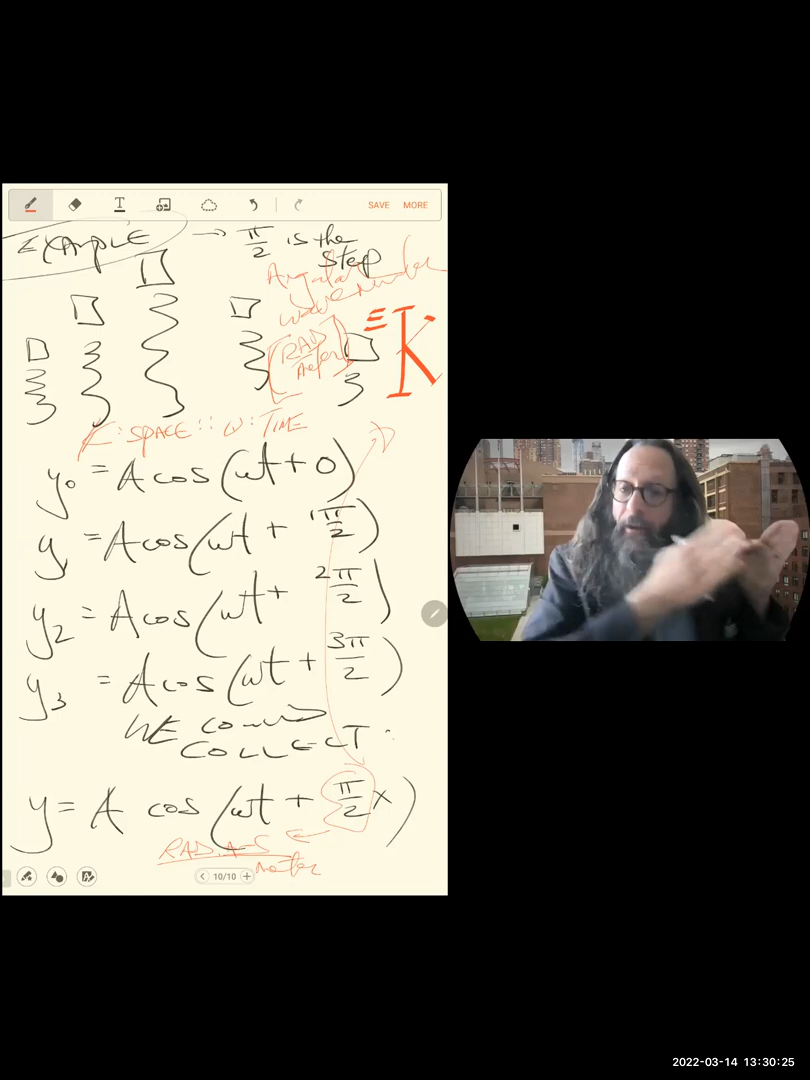 T
SAVE MORE
EXAMPLE → π/2 is the
step
Angular
wavenumber
[RAD/meter] ≡ K
K:SPACE::ω:TIME
y₀ = A cos(ωt + 0)
y₁ = A cos(ωt + 1π/2)
y₂ = A cos(ωt + 2π/2)
y₃ = A cos(ωt + 3π/2)
WE COULD
COLLECT :
y = A cos(ωt + π/2 x)
RADIANS
meter
10/10
2022-03-14 13:30:25